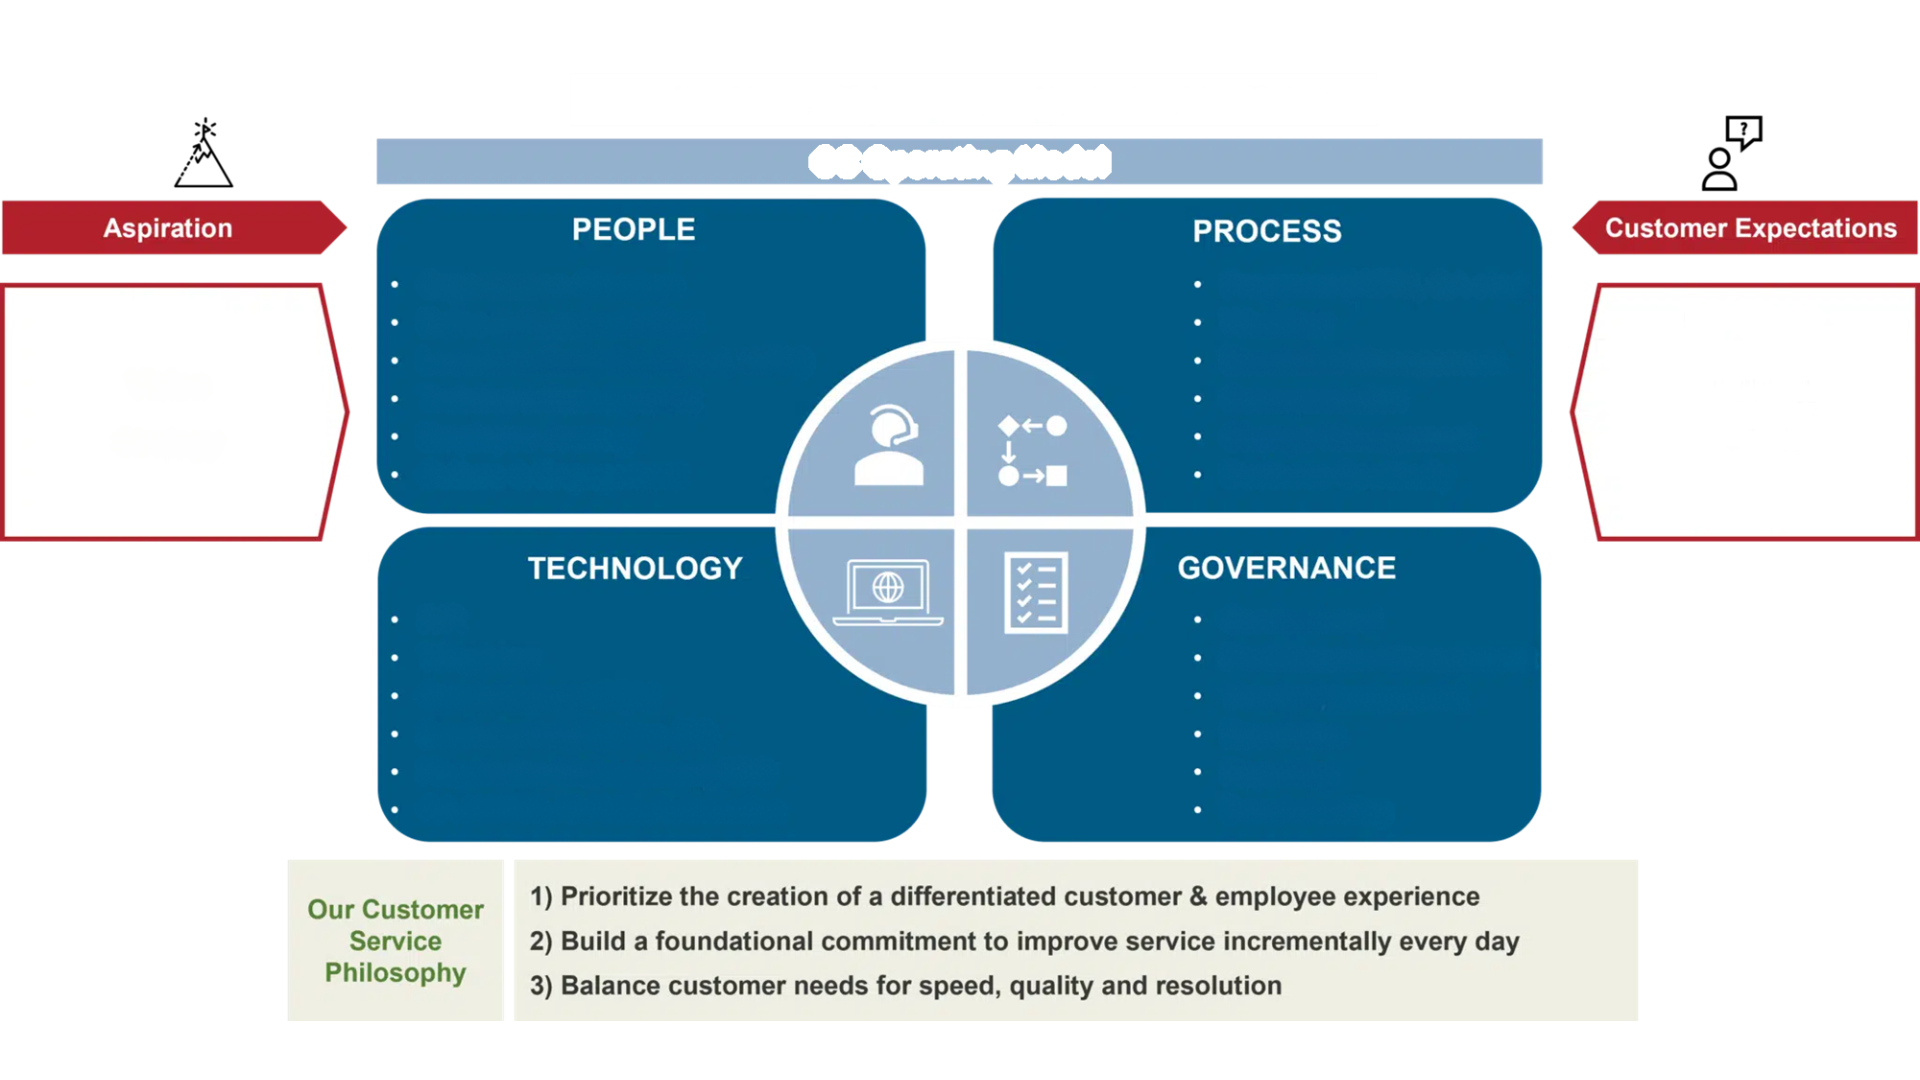 ?
Operating Model
Aspiration
Customer Expectations
PEOPLE
PROCESS
TECHNOLOGY
GOVERNANCE
Our Customer
Service
Philosophy
1) Prioritize the creation of a differentiated customer & employee experience
2) Build a foundational commitment to improve service incrementally every day
3) Balance customer needs for speed, quality and resolution